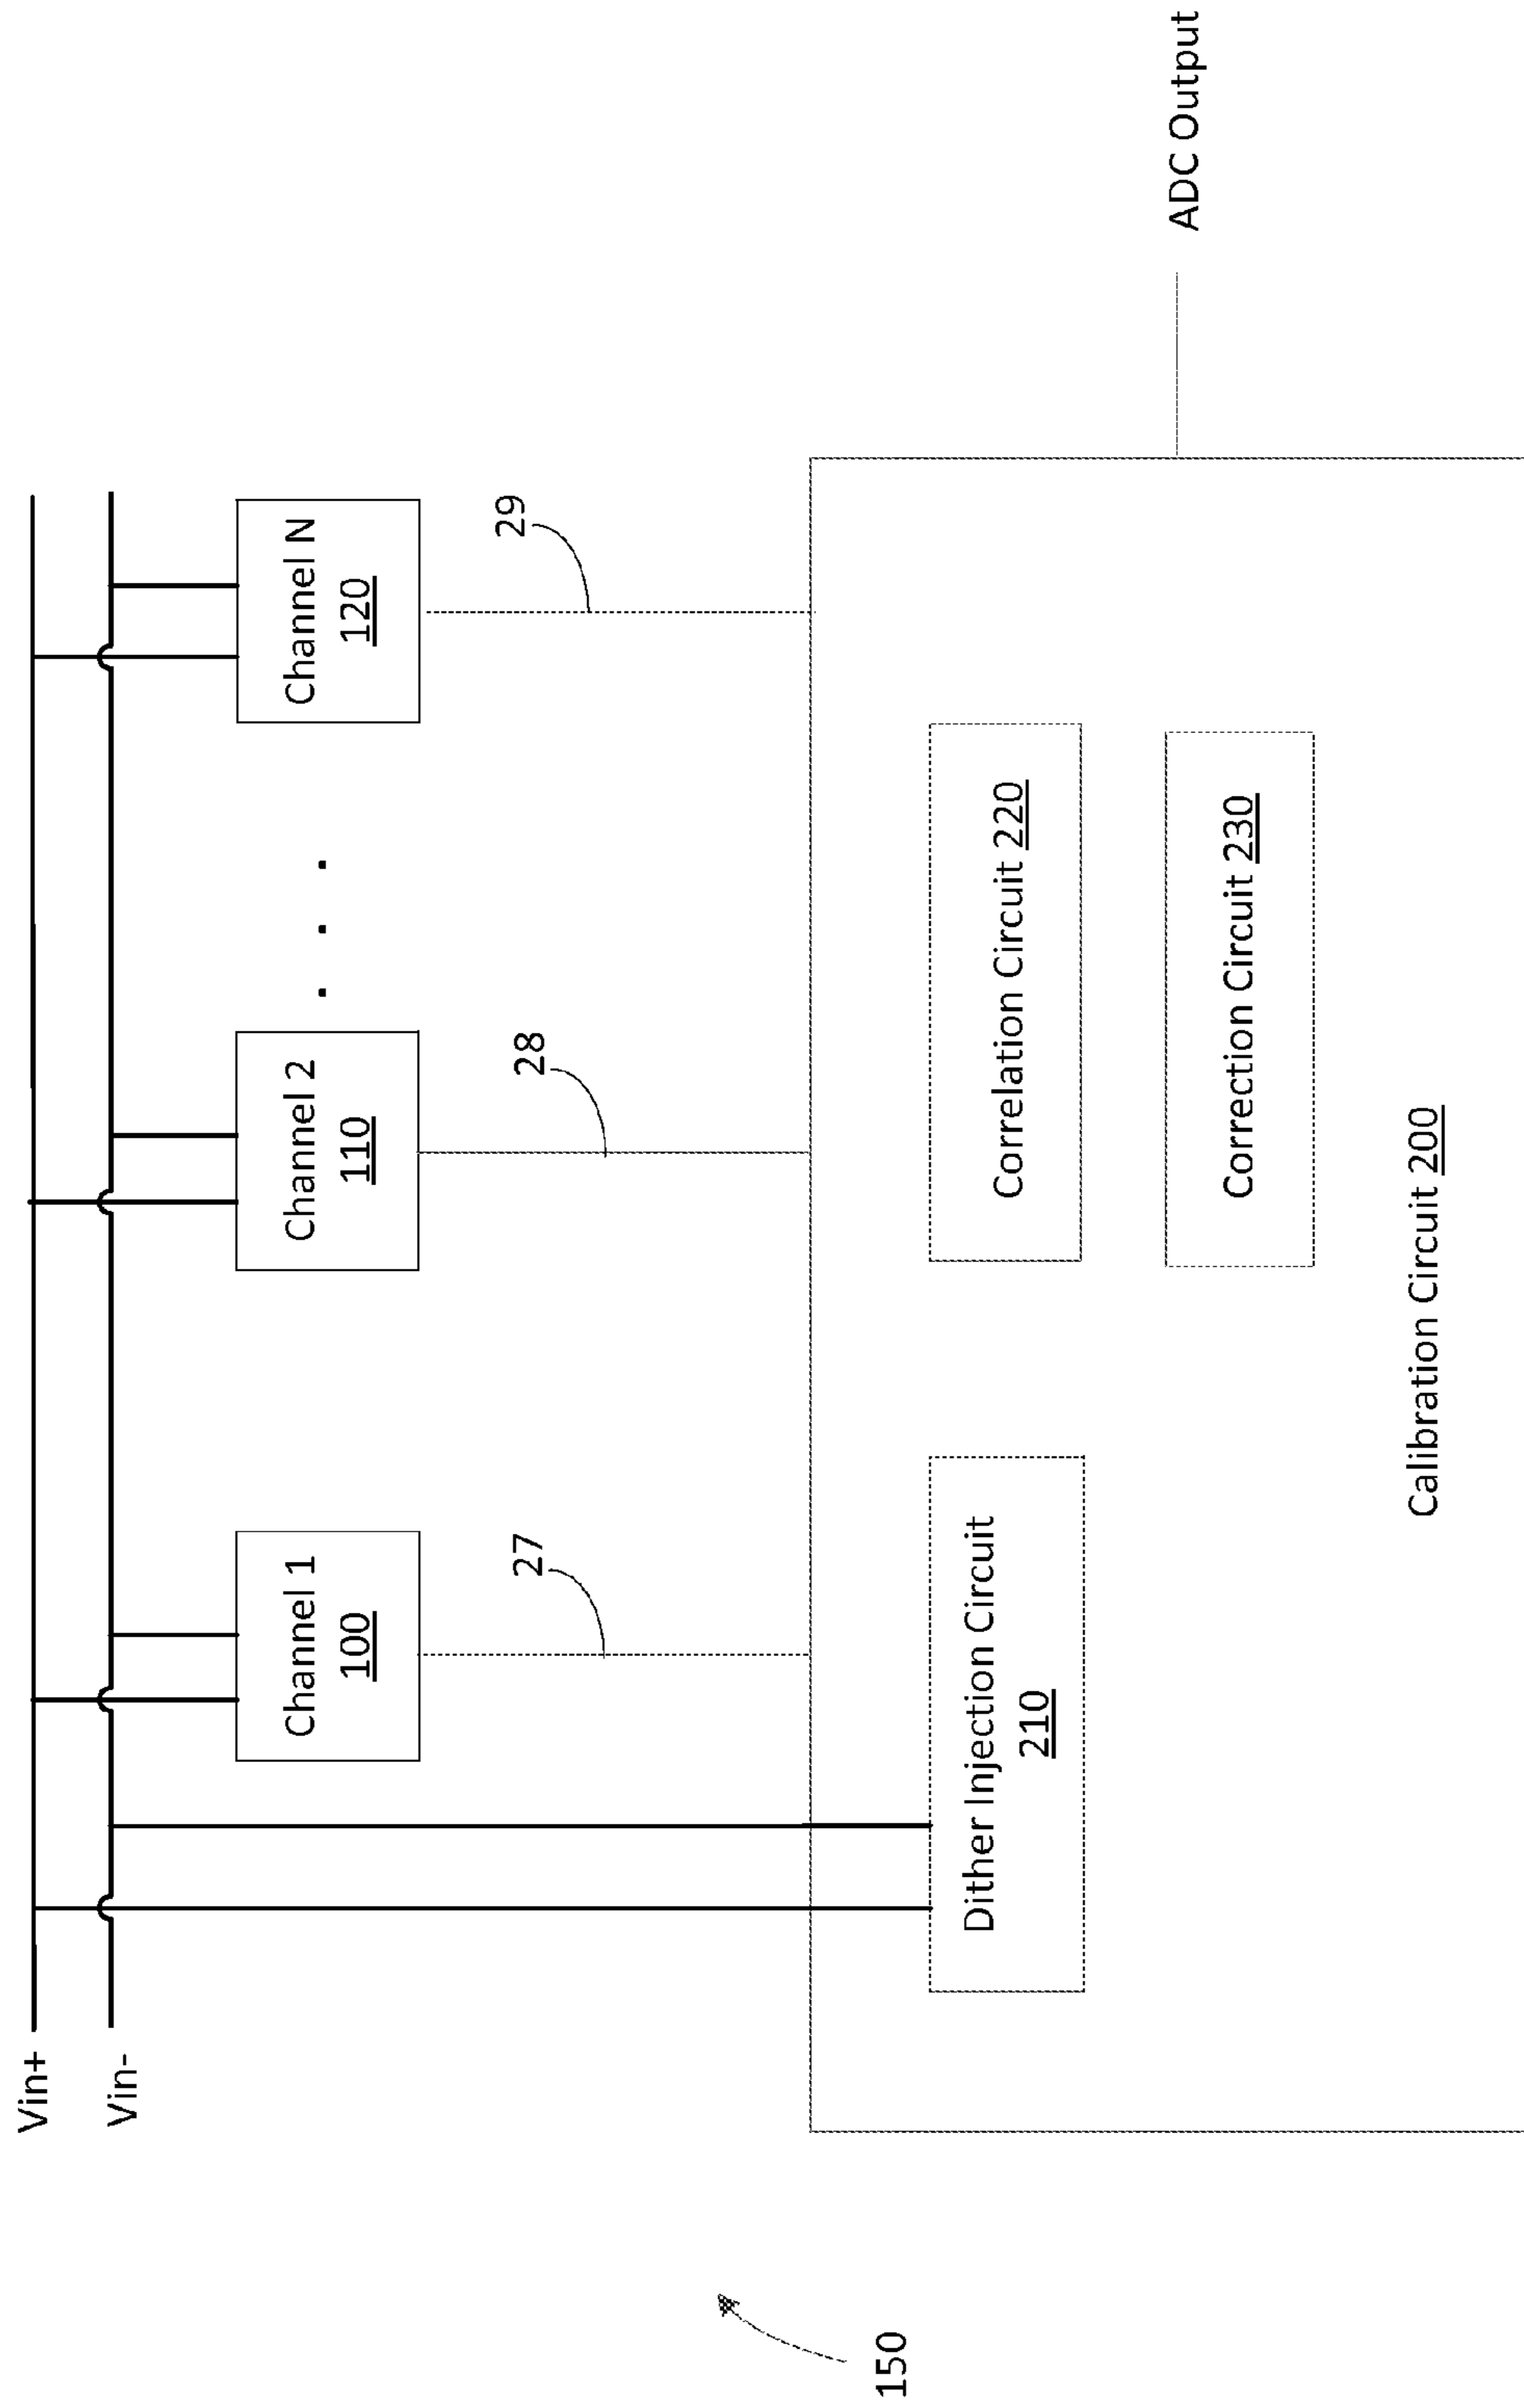 Vin+
Vin-
Channel 1
100
Channel 2
110
. . .
Channel N
120
27
28
29
150
Dither Injection Circuit
210
Correlation Circuit 220
Correction Circuit 230
Calibration Circuit 200
ADC Output